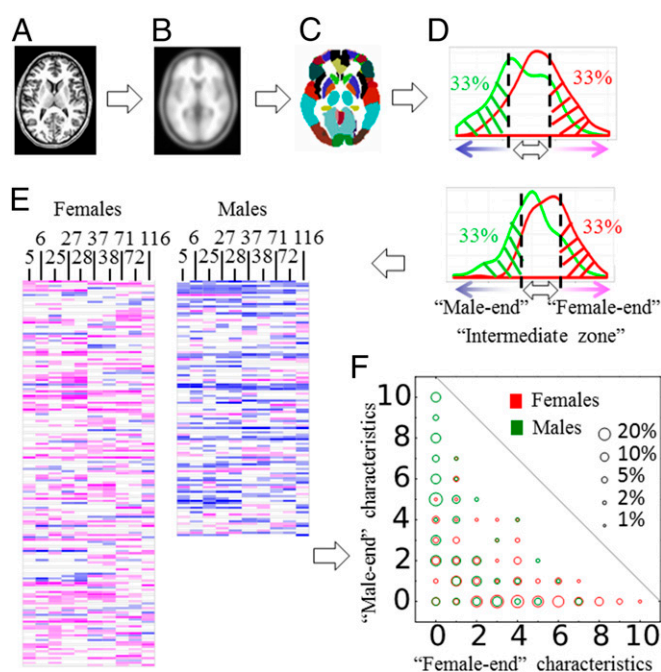 A
B
C
D
33%
33%
33%
33%
“Male-end” “Female-end”
“Intermediate zone”
E
Females Males
6 27 37 71 116
5 25 28 38 72
6 27 37 71 116
5 25 28 38 72
F
10
8
6
4
2
0
“Male-end” characteristics
Females
Males
20%
10%
5%
2%
1%
0 2 4 6 8 10
“Female-end” characteristics